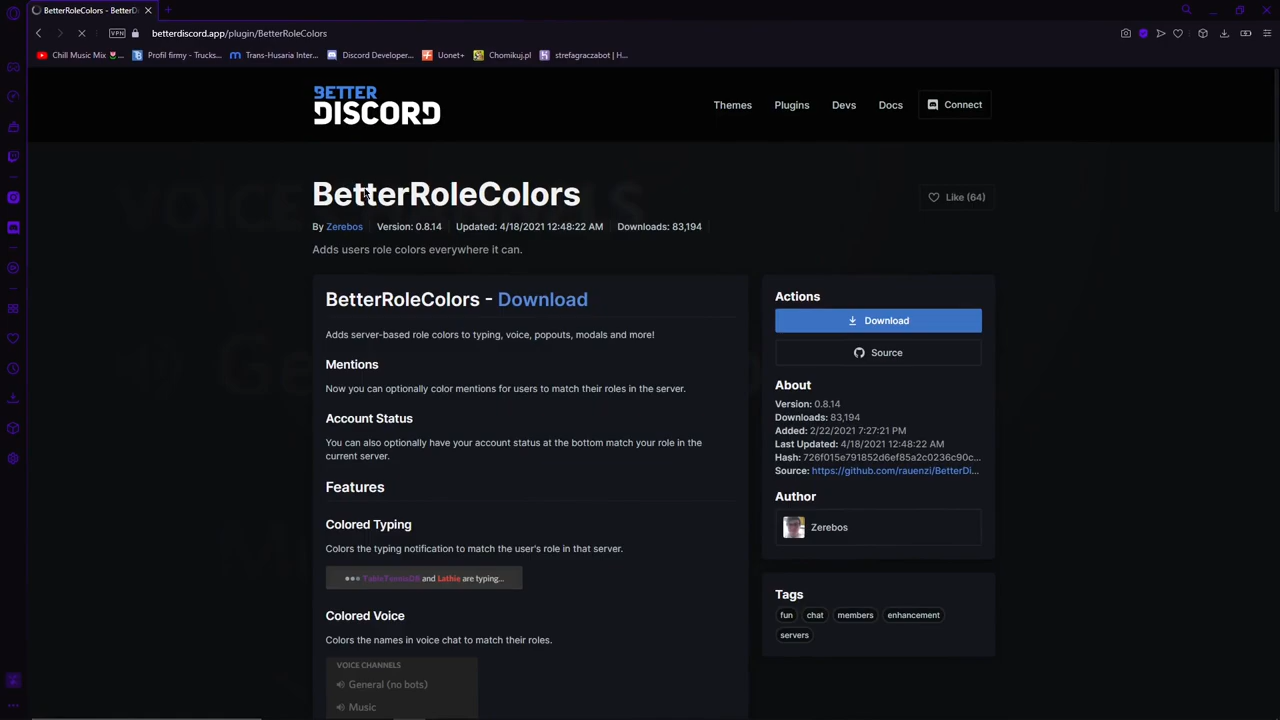 BetterRoleColors - BetterDi
VPN betterdiscord.app/plugin/BetterRoleColors
Chill Music Mix Profil firmy - Trucks... Trans-Husaria Inter... Discord Developer... Uonet+ Chomikuj.pl strefagraczabot | H...
BETTER
DISCORD
Themes Plugins Devs Docs Connect
BetterRoleColors
Like (64)
By Zerebos Version: 0.8.14 Updated: 4/18/2021 12:48:22 AM Downloads: 83,194
Adds users role colors everywhere it can.
BetterRoleColors - Download
Adds server-based role colors to typing, voice, popouts, modals and more!
Mentions
Now you can optionally color mentions for users to match their roles in the server.
Account Status
You can also optionally have your account status at the bottom match your role in the
current server.
Features
Colored Typing
Colors the typing notification to match the user's role in that server.
and Lathie are typing...
Colored Voice
Colors the names in voice chat to match their roles.
VOICE CHANNELS
General (no bots)
Music
Actions
Download
Source
About
Version: 0.8.14
Downloads: 83,194
Added: 2/22/2021 7:27:21 PM
Last Updated: 4/18/2021 12:48:22 AM
Hash: 726f015e791852d6ef85a2c0236c90c...
Source: https://github.com/rauenzi/BetterDi...
Author
Zerebos
Tags
fun chat members enhancement
servers